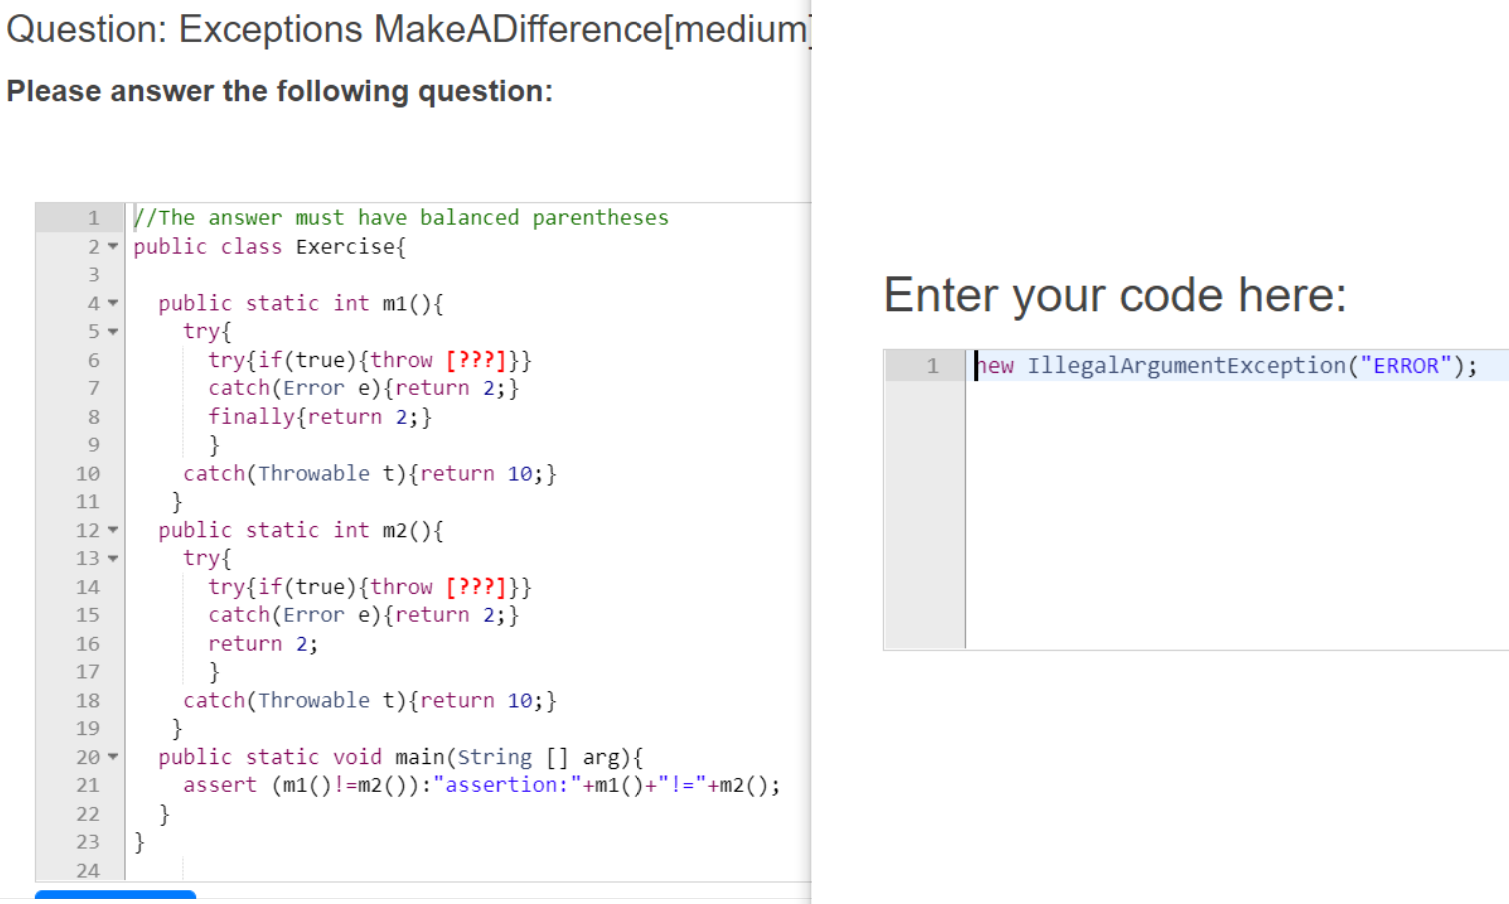 Question: Exceptions MakeADifference[medium]
Please answer the following question:
1 //The answer must have balanced parentheses
2 public class Exercise{
3
4 public static int m1(){
5 try{
6 try{if(true){throw [???]}}
7 catch(Error e){return 2;}
8 finally{return 2;}
9 }
10 catch(Throwable t){return 10;}
11 }
12 public static int m2(){
13 try{
14 try{if(true){throw [???]}}
15 catch(Error e){return 2;}
16 return 2;
17 }
18 catch(Throwable t){return 10;}
19 }
20 public static void main(String [] arg){
21 assert (m1()!=m2()):"assertion:"+m1()+"!="+m2();
22 }
23 }
24
Enter your code here:
1 new IllegalArgumentException("ERROR");